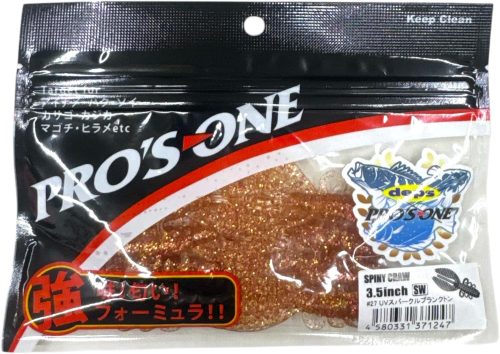 Keep Clean
Target for
アイナメ・ハタ・ソイ
カサゴ・カジカ
マゴチ・ヒラメetc
PRO'S-ONE
deps
PRO'S ONE
強
フォーミュラ!!
SPINY CRAW
3.5inch SW
#27 UVスパークルプランクトン
4580331371247